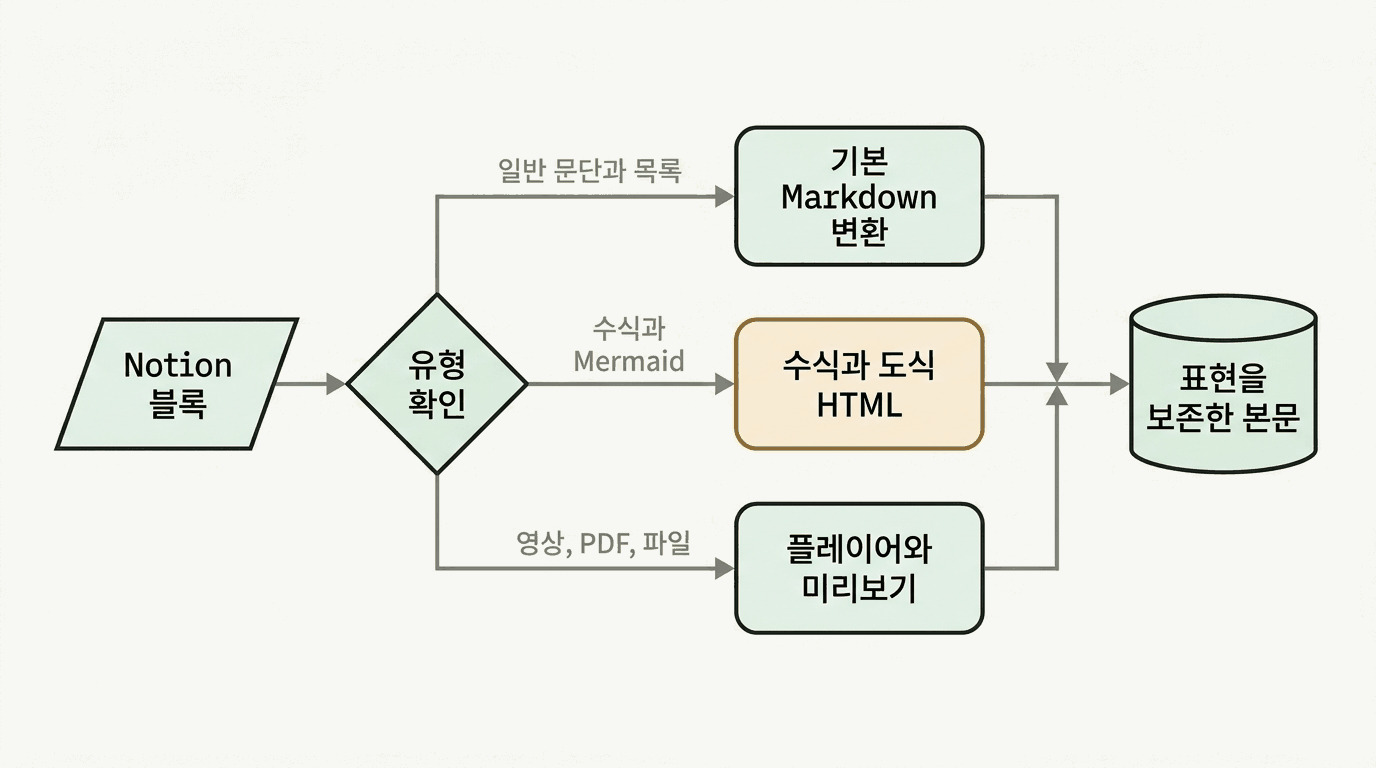 Notion
블록
유형
확인
일반 문단과 목록
기본
Markdown
변환
수식과
Mermaid
수식과 도식
HTML
영상, PDF, 파일
플레이어와
미리보기
표현을
보존한 본문